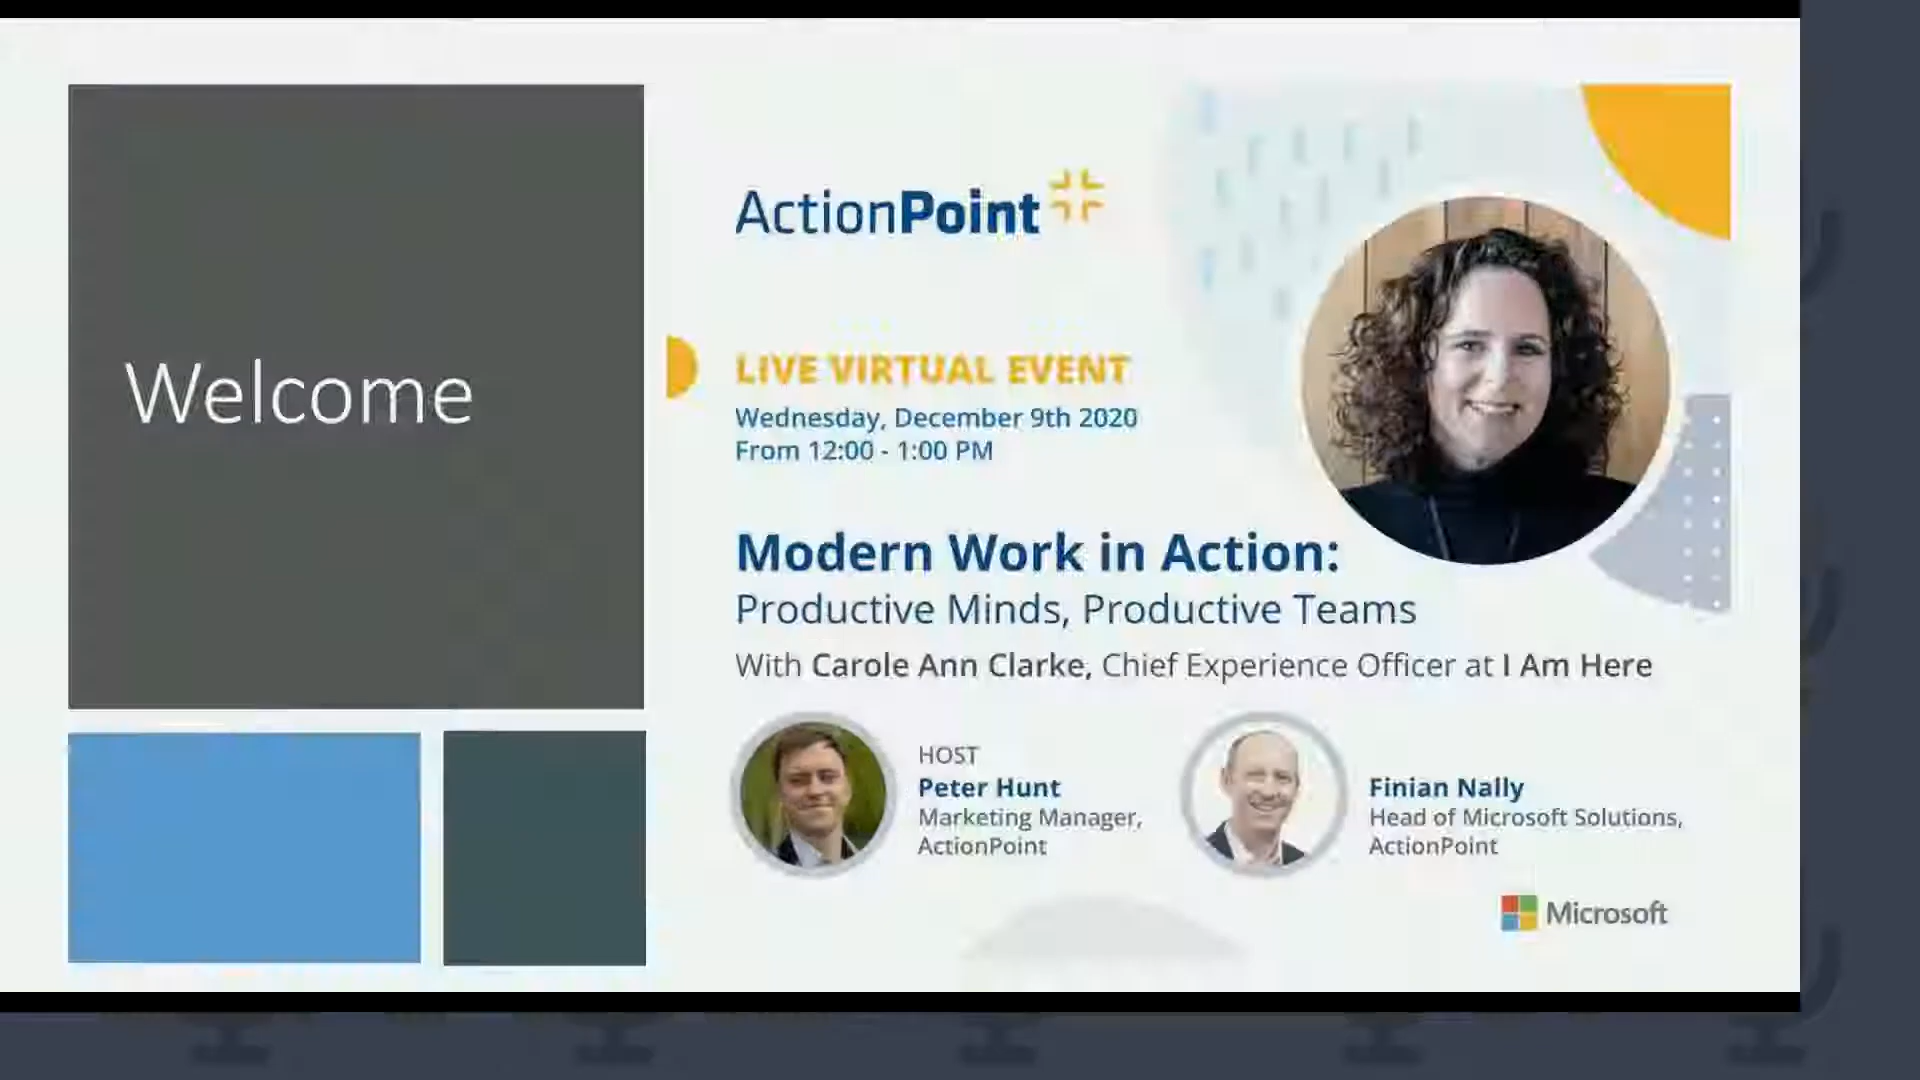 Welcome
ActionPoint
LIVE VIRTUAL EVENT
Wednesday, December 9th 2020
From 12:00 - 1:00 PM
Modern Work in Action:
Productive Minds, Productive Teams
With Carole Ann Clarke, Chief Experience Officer at I Am Here
HOST
Peter Hunt
Marketing Manager,
ActionPoint
Finian Nally
Head of Microsoft Solutions,
ActionPoint
Microsoft